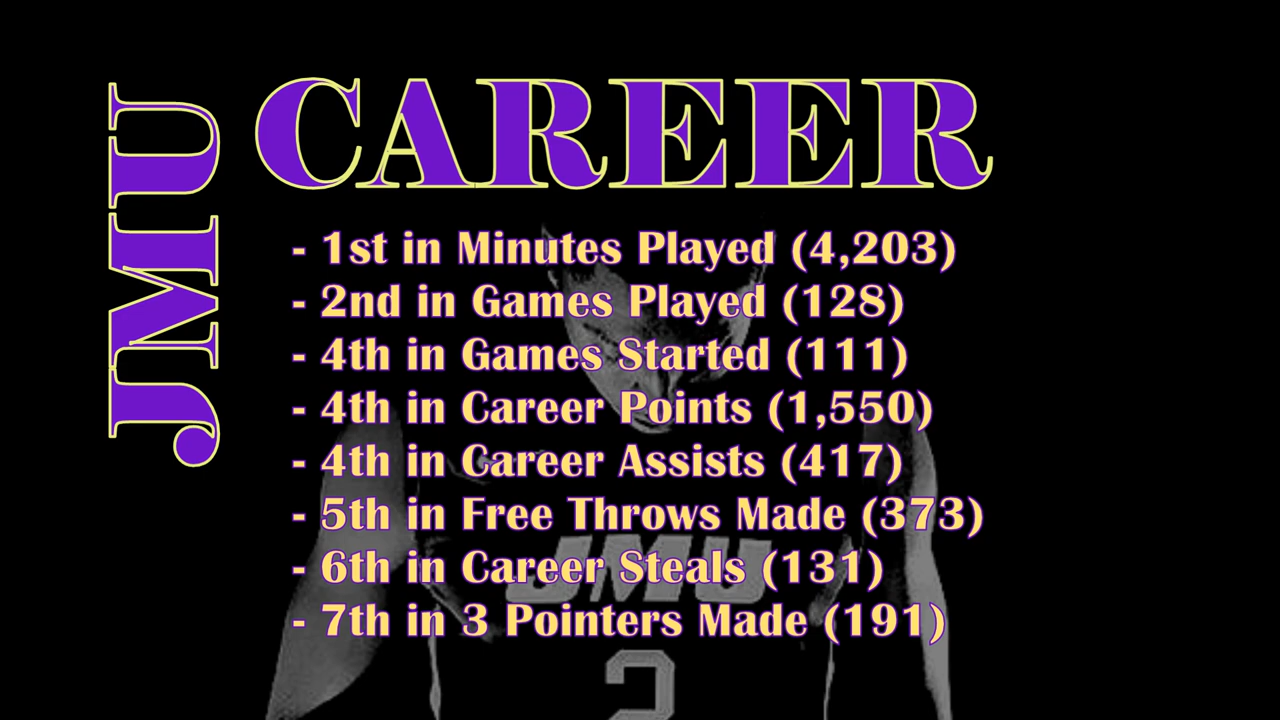 JMU
CAREER
- 1st in Minutes Played (4,203)
- 2nd in Games Played (128)
- 4th in Games Started (111)
- 4th in Career Points (1,550)
- 4th in Career Assists (417)
- 5th in Free Throws Made (373)
- 6th in Career Steals (131)
- 7th in 3 Pointers Made (191)
JMU
2